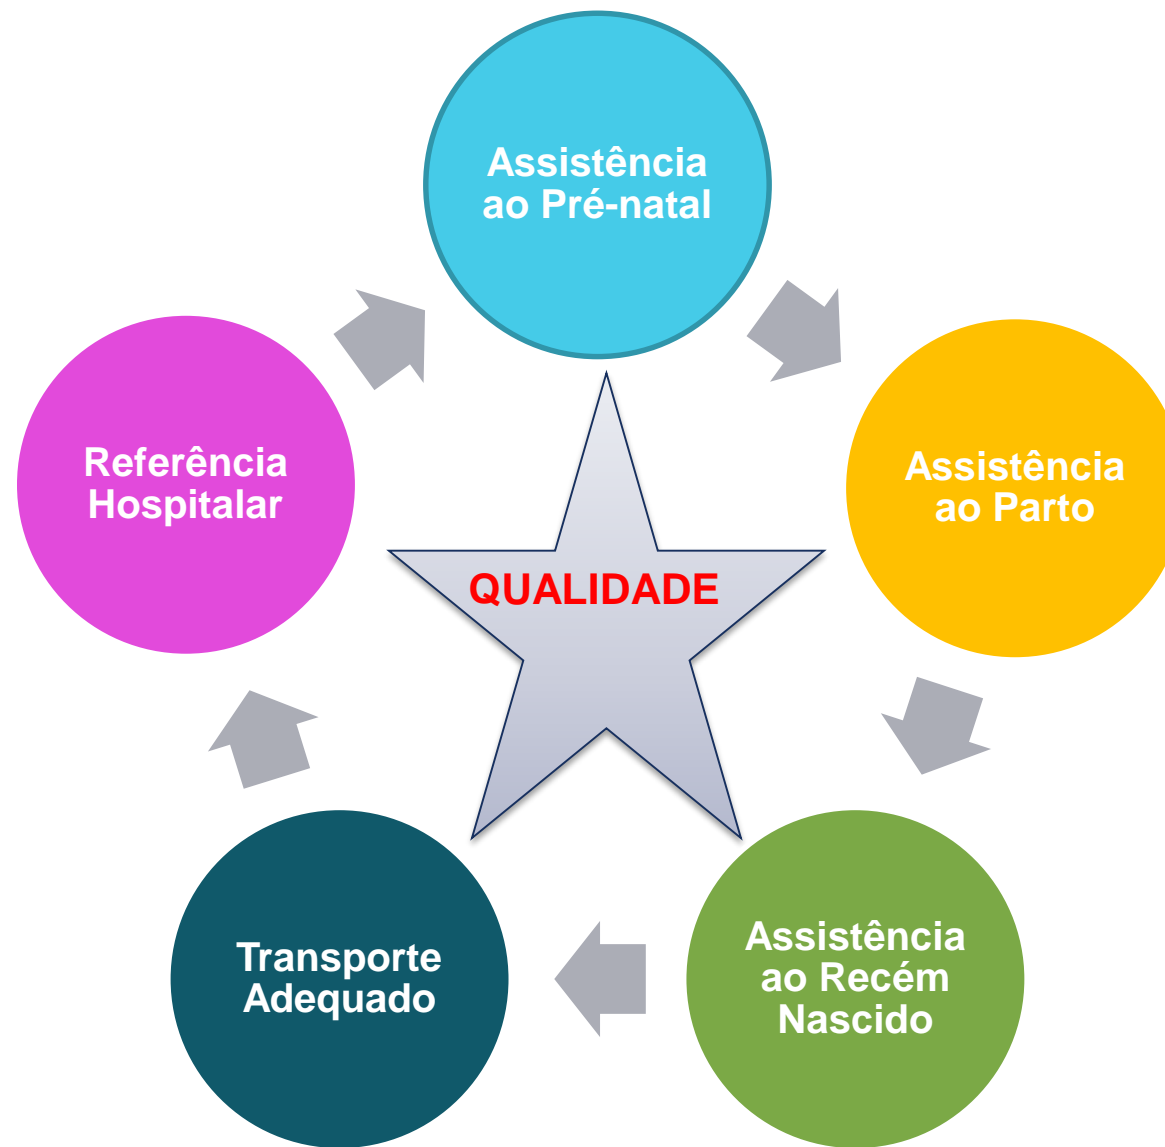 Assistência
ao Pré-natal
Assistência
ao Parto
Assistência
ao Recém
Nascido
Transporte
Adequado
Referência
Hospitalar
QUALIDADE